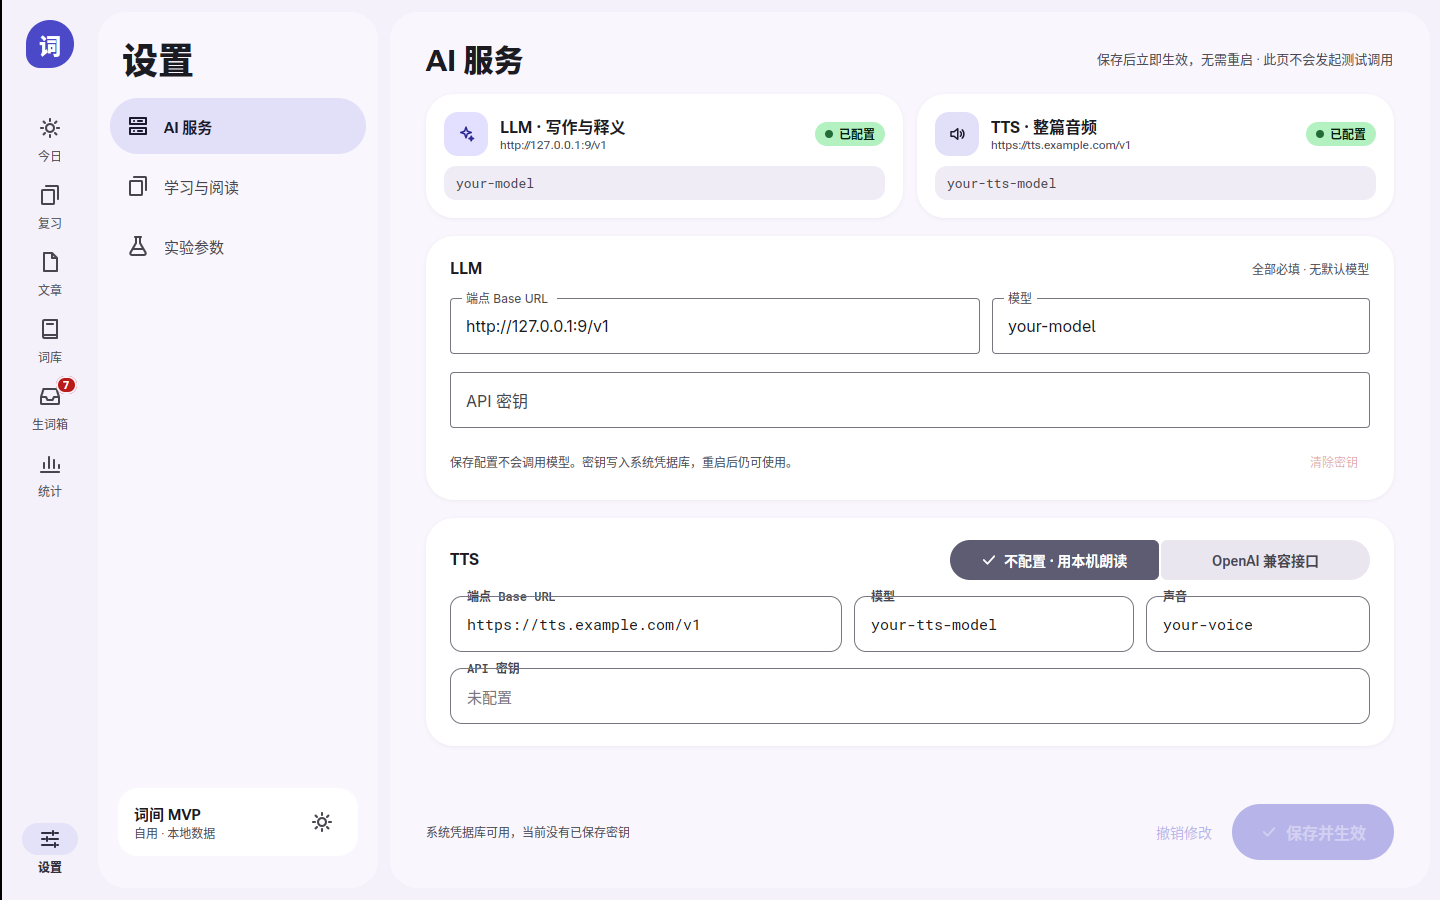 词
今日
复习
文章
词库
7
生词箱
统计
设置
设置
AI 服务
学习与阅读
实验参数
词间 MVP
自用 · 本地数据
AI 服务
保存后立即生效，无需重启 · 此页不会发起测试调用
LLM · 写作与释义
http://127.0.0.1:9/v1
已配置
your-model
TTS · 整篇音频
https://tts.example.com/v1
已配置
your-tts-model
LLM
全部必填 · 无默认模型
端点 Base URL
http://127.0.0.1:9/v1
模型
your-model
API 密钥
保存配置不会调用模型。密钥写入系统凭据库，重启后仍可使用。
清除密钥
TTS
不配置 · 用本机朗读
OpenAI 兼容接口
端点 Base URL
https://tts.example.com/v1
模型
your-tts-model
声音
your-voice
API 密钥
未配置
系统凭据库可用，当前没有已保存密钥
撤销修改
保存并生效